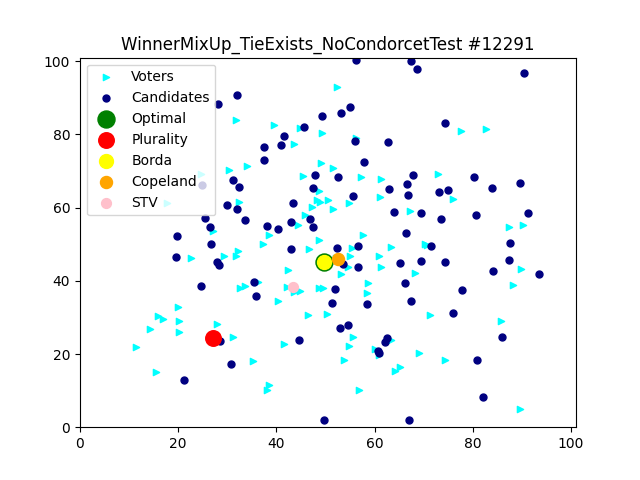 WinnerMixUp_TieExists_NoCondorcetTest #12291
100
80
60
40
20
0
0 20 40 60 80 100
Voters
Candidates
Optimal
Plurality
Borda
Copeland
STV